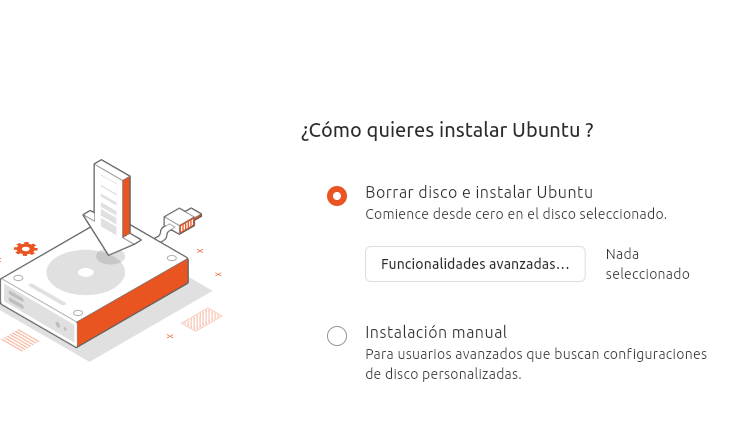 ¿Cómo quieres instalar Ubuntu ?
Borrar disco e instalar Ubuntu
Comience desde cero en el disco seleccionado.
Funcionalidades avanzadas...
Nada
seleccionado
Instalación manual
Para usuarios avanzados que buscan configuraciones
de disco personalizadas.